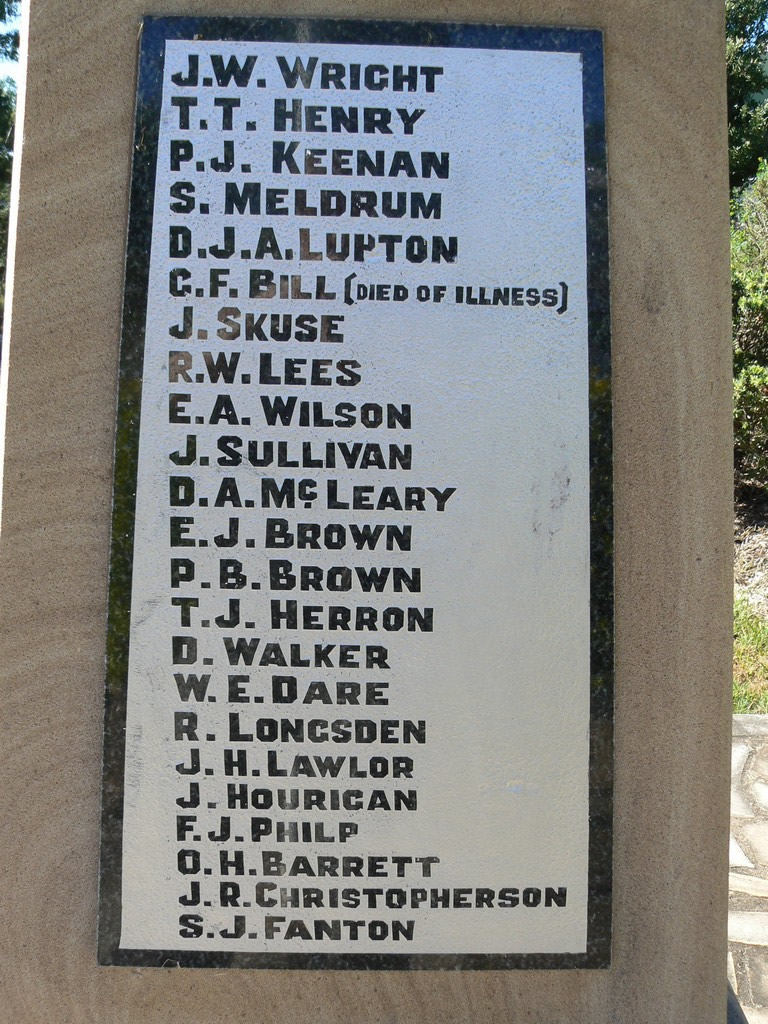 J.W. WRIGHT
T.T. HENRY
P.J. KEENAN
S. MELDRUM
D.J.A. LUPTON
C.F. BILL (DIED OF ILLNESS)
J. SKUSE
R.W. LEES
E.A. WILSON
J. SULLIVAN
D.A. McLEARY
E.J. BROWN
P.B. BROWN
T.J. HERRON
D. WALKER
W.E. DARE
R. LONGSDEN
J.H. LAWLOR
J. HOURIGAN
F.J. PHILP
O.H. BARRETT
J.R. CHRISTOPHERSON
S.J. FANTON